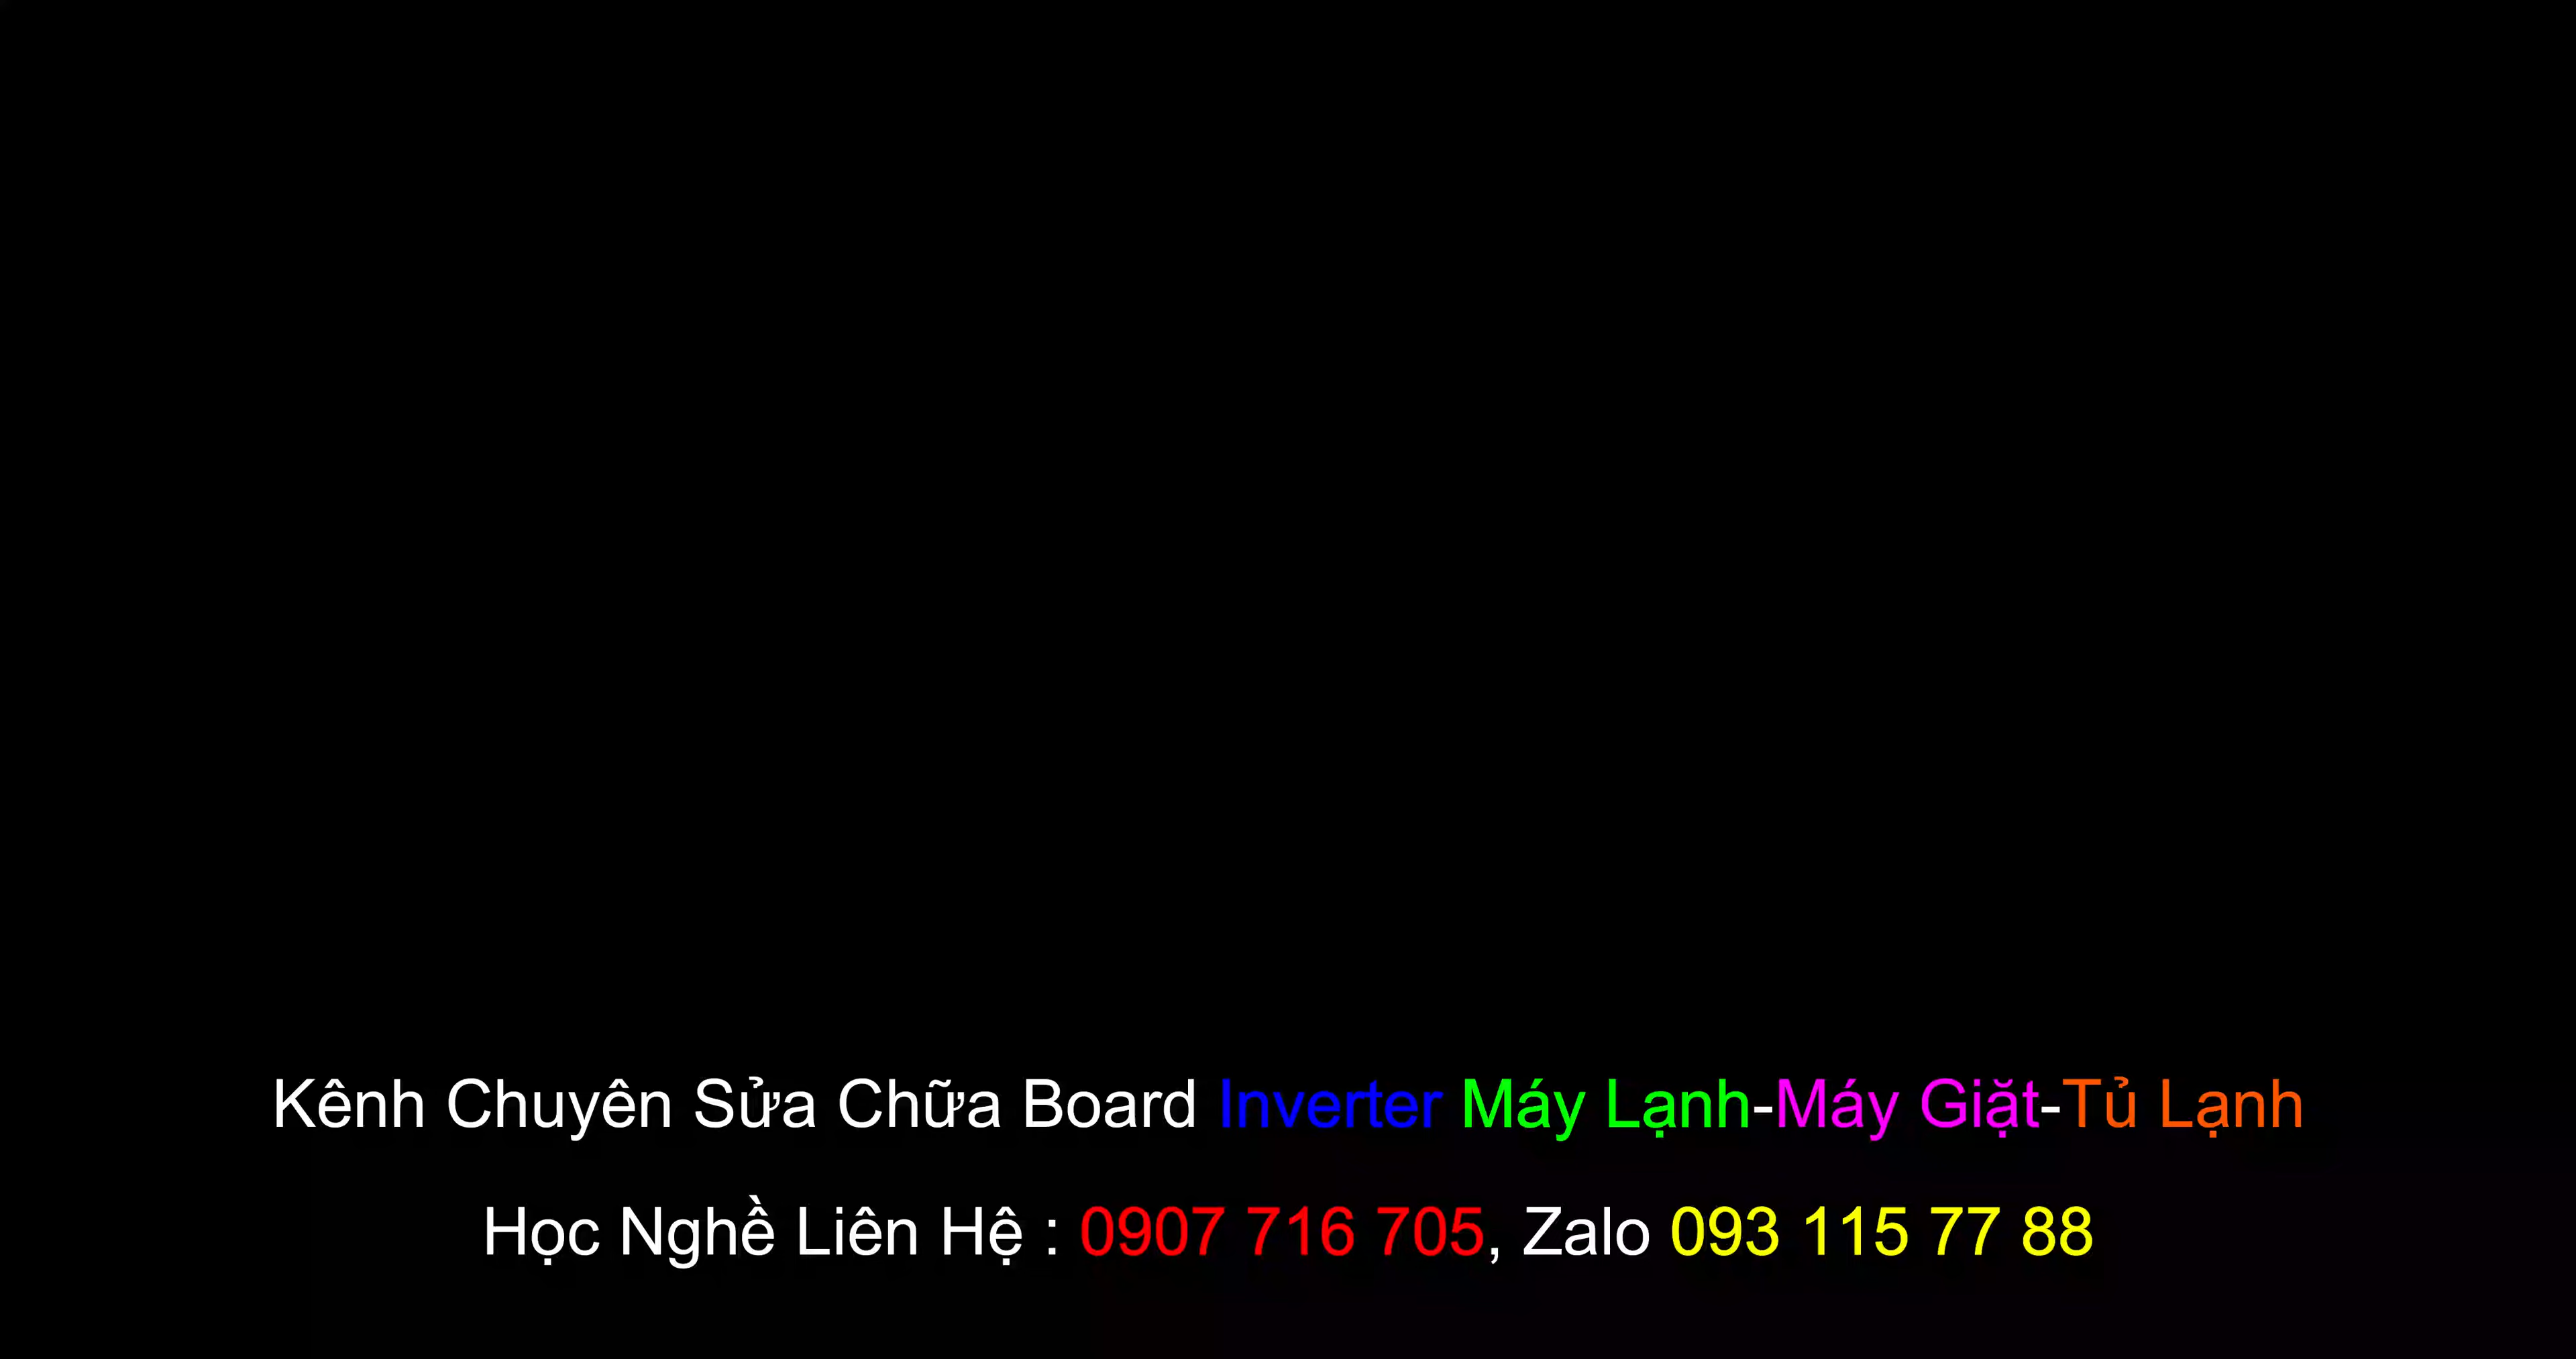 Kênh Chuyên Sửa Chữa Board Inverter Máy Lạnh-Máy Giặt-Tủ Lạnh
Học Nghề Liên Hệ : 0907 716 705, Zalo 093 115 77 88